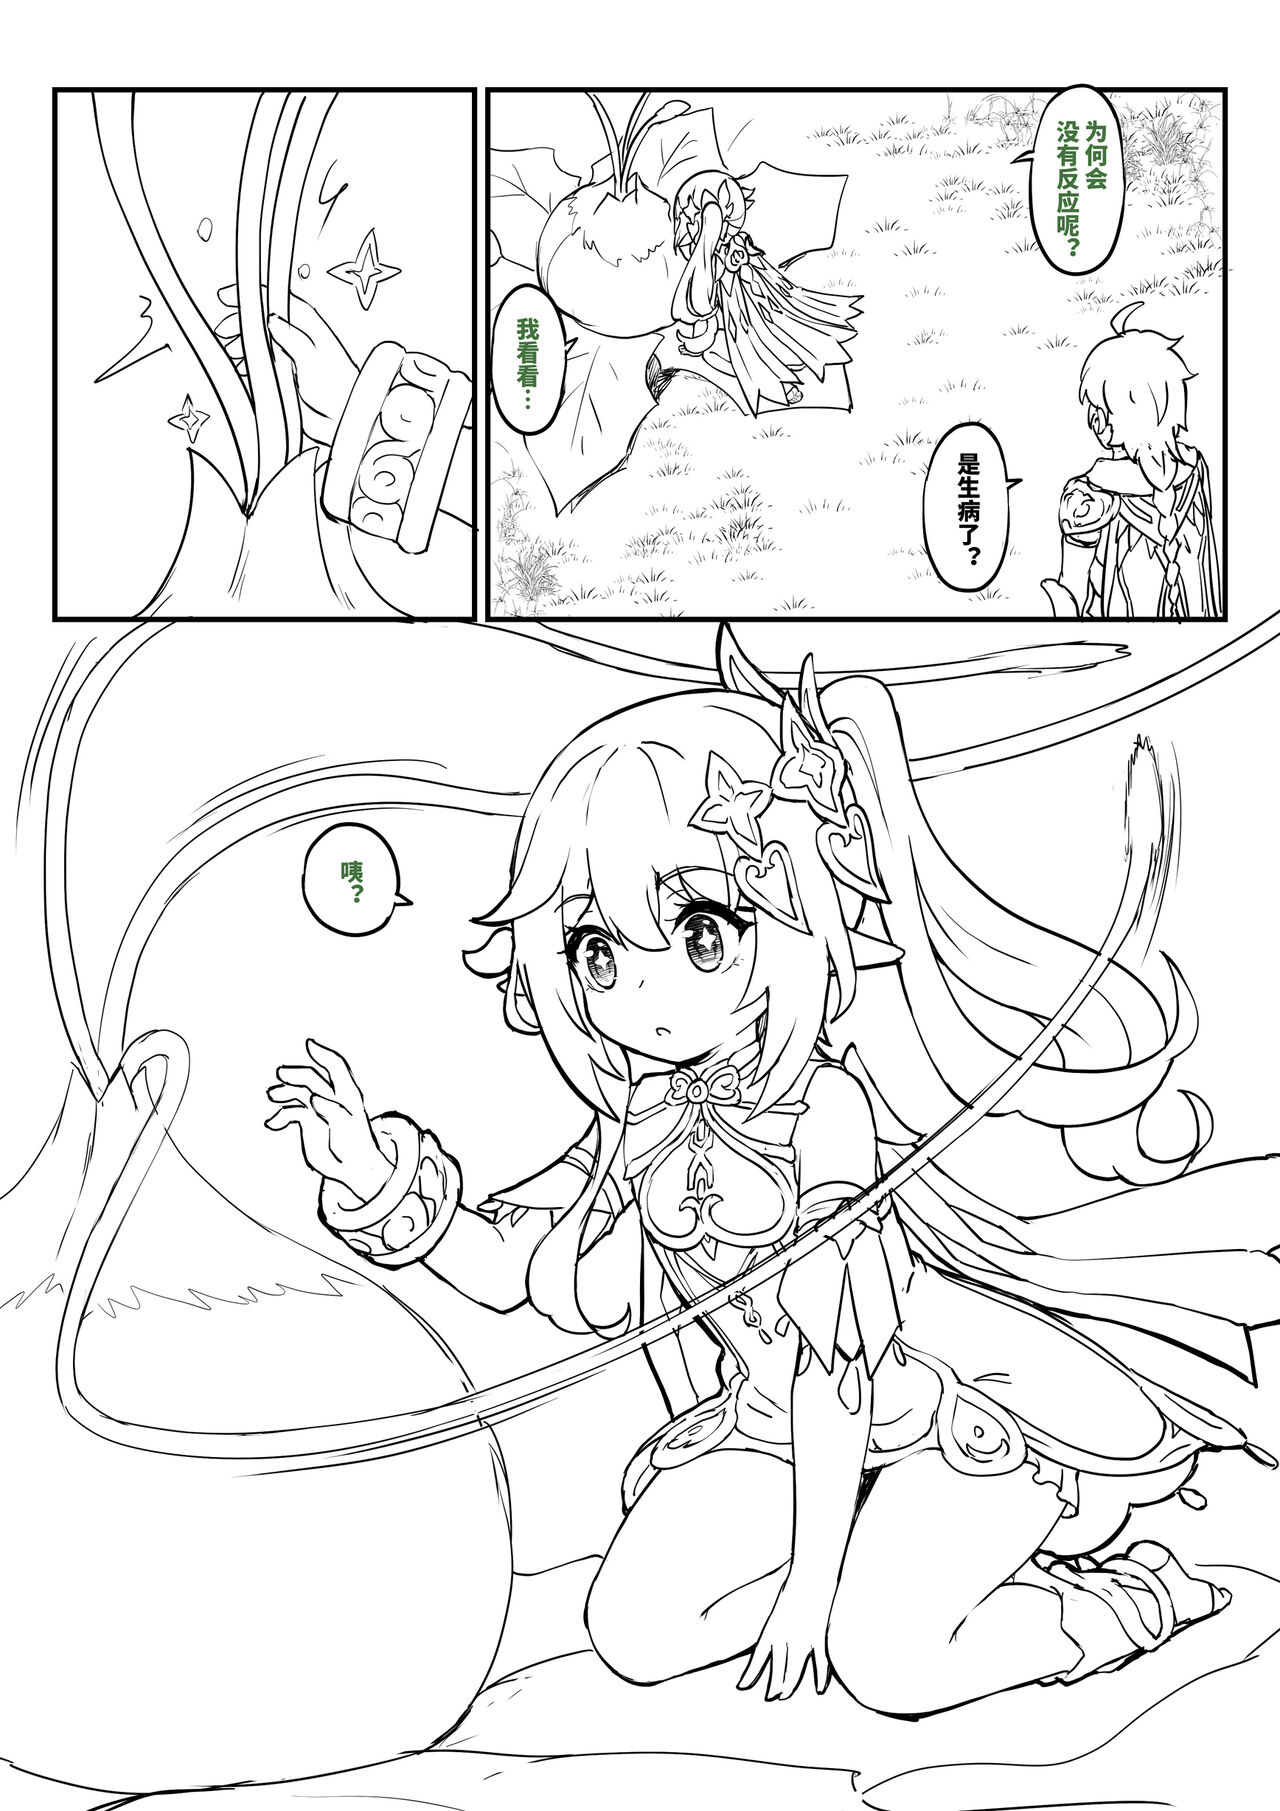 为何会
没有反应呢？
是生病了？
我看看…
咦？